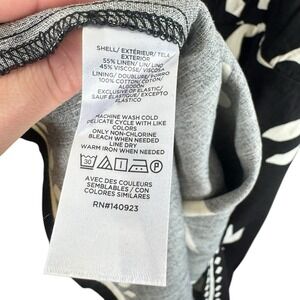 SHELL/EXTÉRIEUR/TELA
EXTERIOR
55% LINEN/LIN/LINO
45% VISCOSE/VISCOSA
LINING/DOUBLURE/FORRO
100% COTTON/COTON/
ALGODÓN
EXCLUSIVE OF ELASTIC/
SAUF ÉLASTIQUE/EXCEPTO
ELÁSTICO
MACHINE WASH COLD
DELICATE CYCLE WITH LIKE
COLORS
ONLY NON-CHLORINE
BLEACH WHEN NEEDED
LINE DRY
WARM IRON WHEN NEEDED
30
P
AVEC DES COULEURS
SEMBLABLES / CON
COLORES SIMILARES
RN#140923